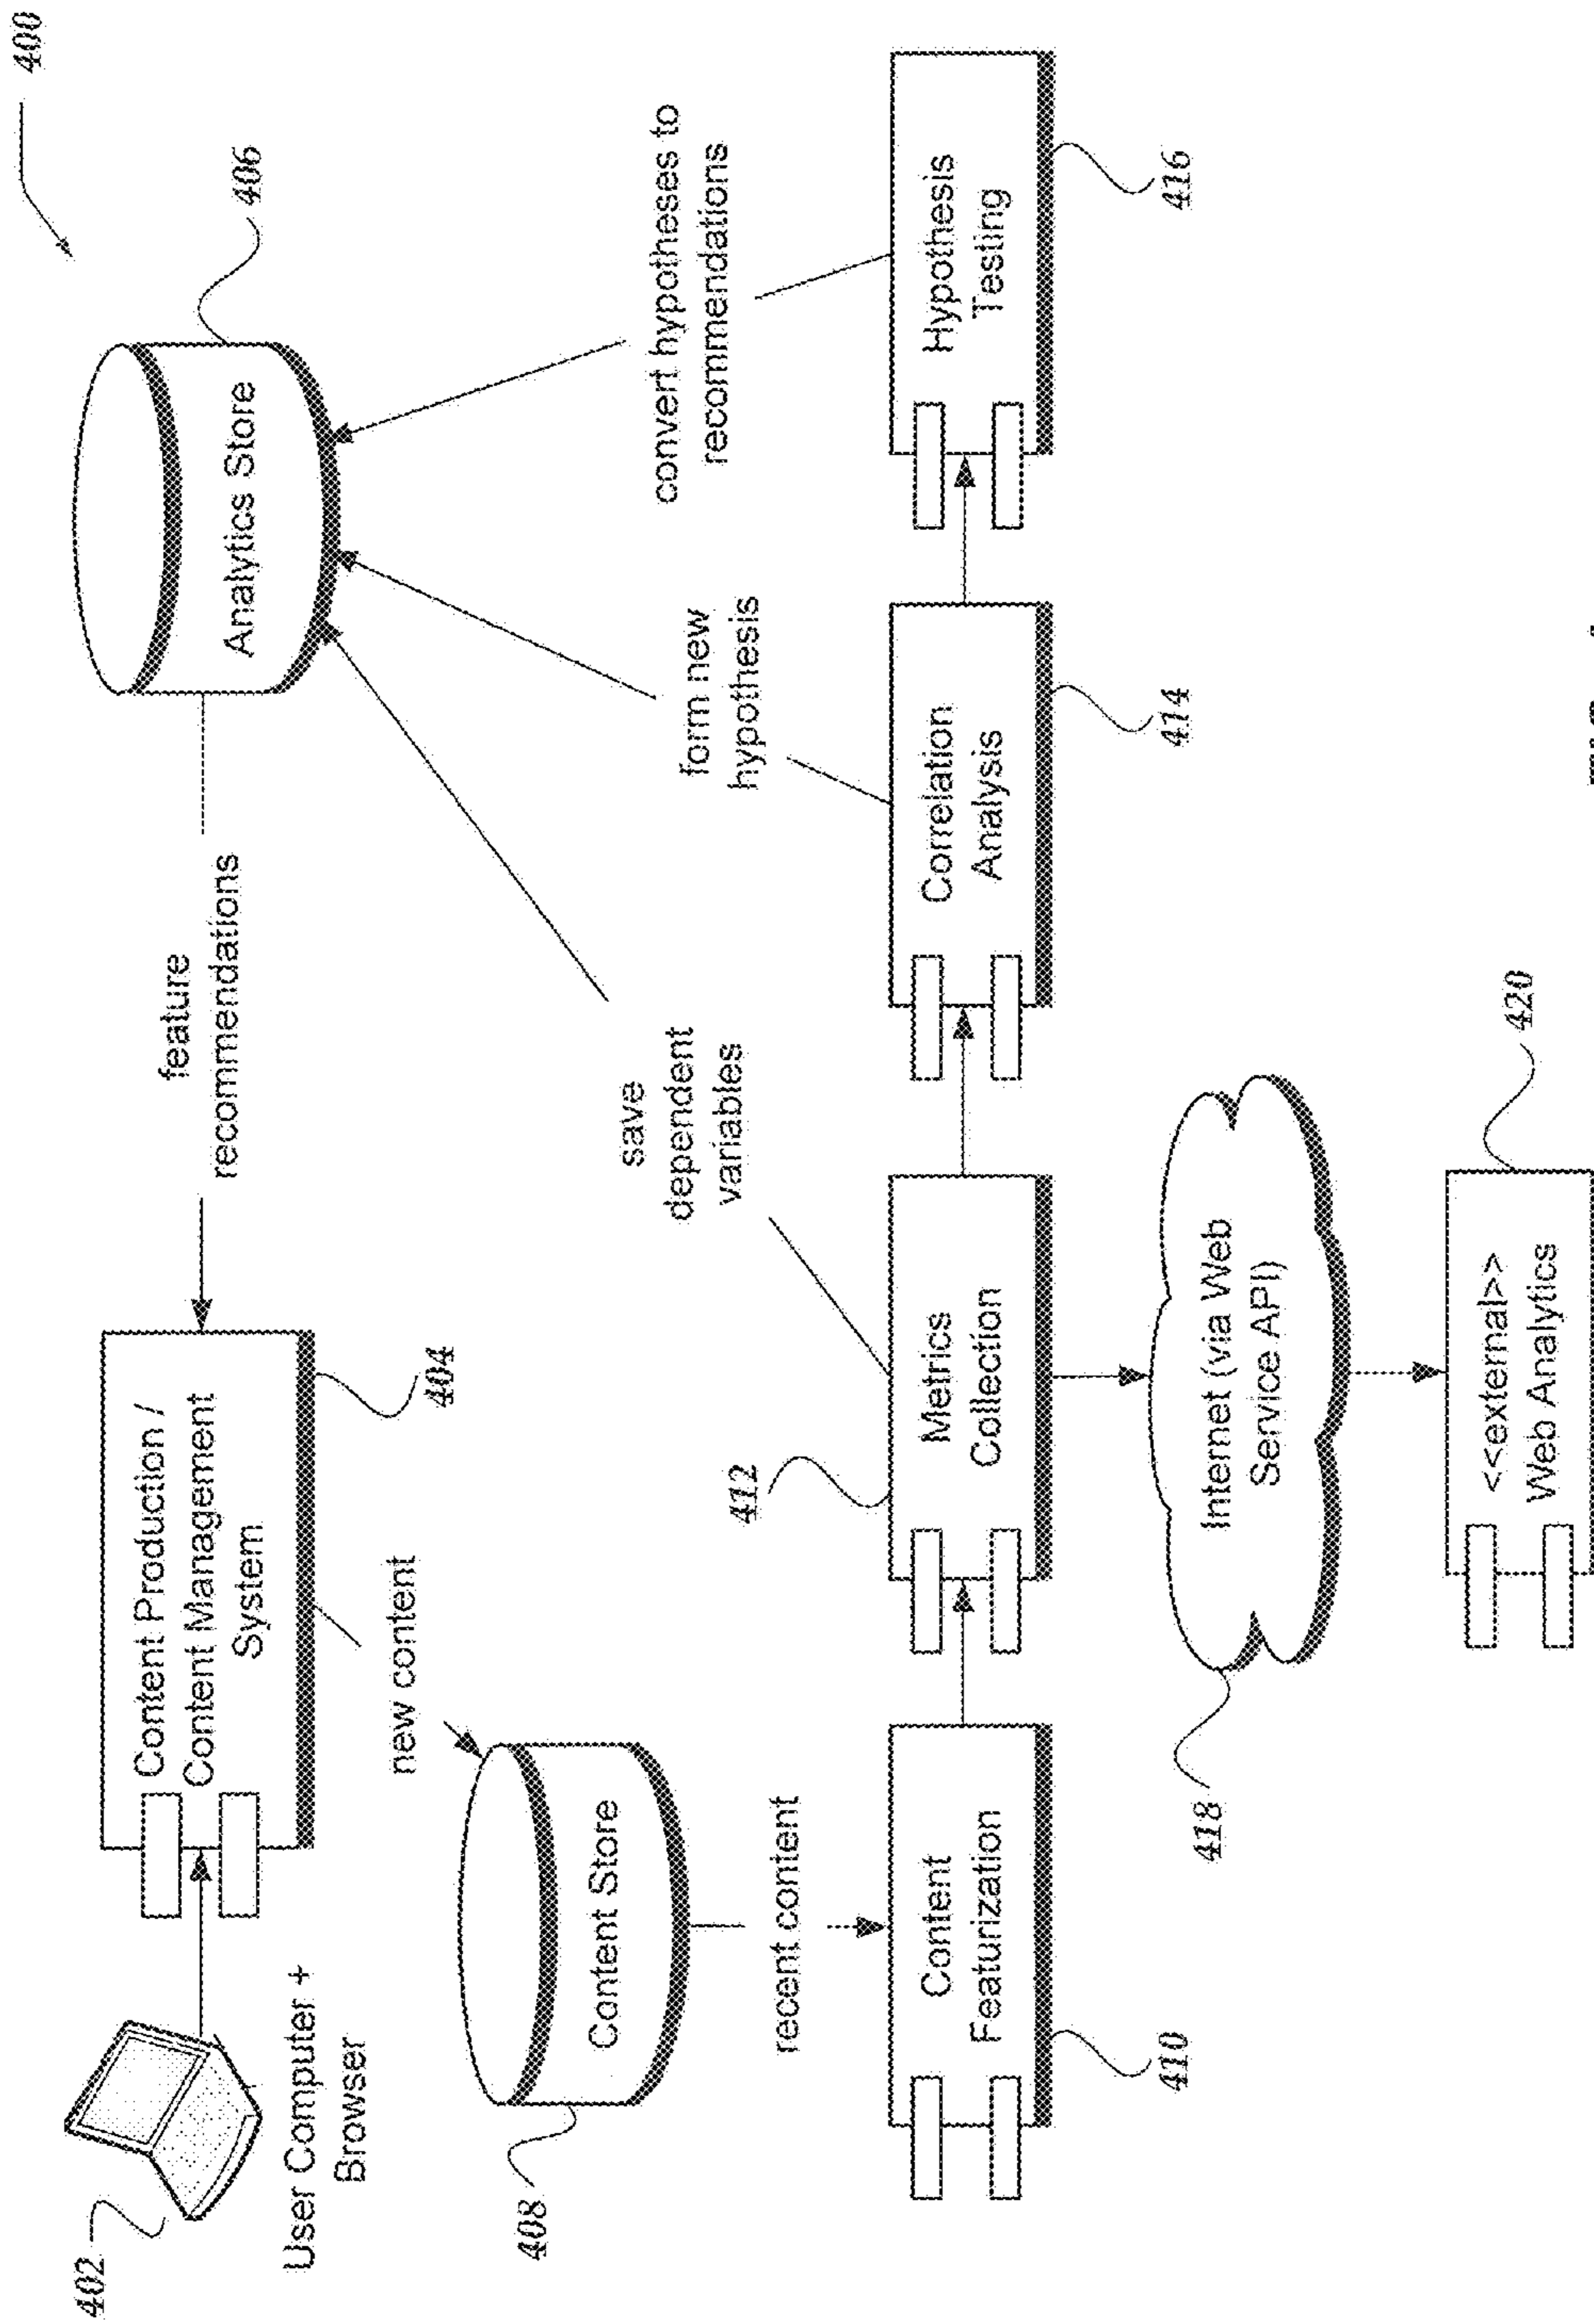 400
402
User Computer +
Browser
Content Production /
Content Management
System
404
feature
recommendations
Analytics Store
406
new content
408
Content Store
recent content
save
dependent
variables
form new
hypothesis
convert hypotheses to
recommendations
Content
Featurization
410
412
Metrics
Collection
Correlation
Analysis
414
Hypothesis
Testing
416
418
Internet (via Web
Service API)
<<external>>
Web Analytics
420